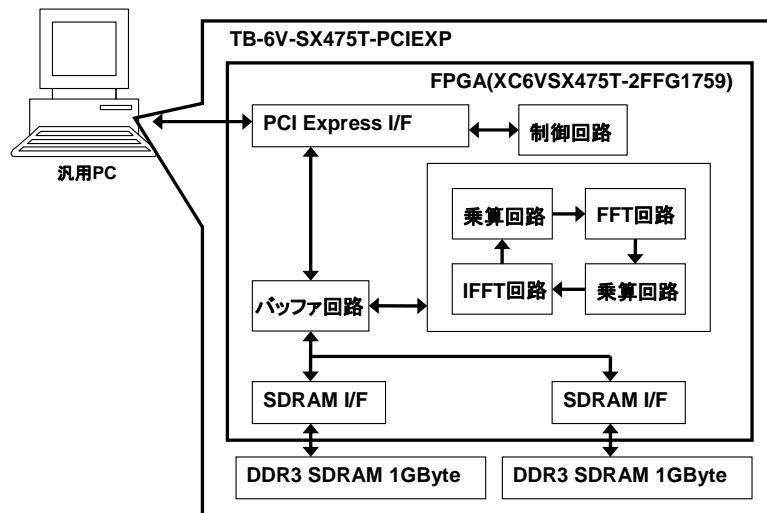 TB-6V-SX475T-PCIEXP
FPGA(XC6VSX475T-2FFG1759)
PCI Express I/F
制御回路
汎用PC
乗算回路
FFT回路
IFFT回路
乗算回路
バッファ回路
SDRAM I/F
SDRAM I/F
DDR3 SDRAM 1GByte
DDR3 SDRAM 1GByte